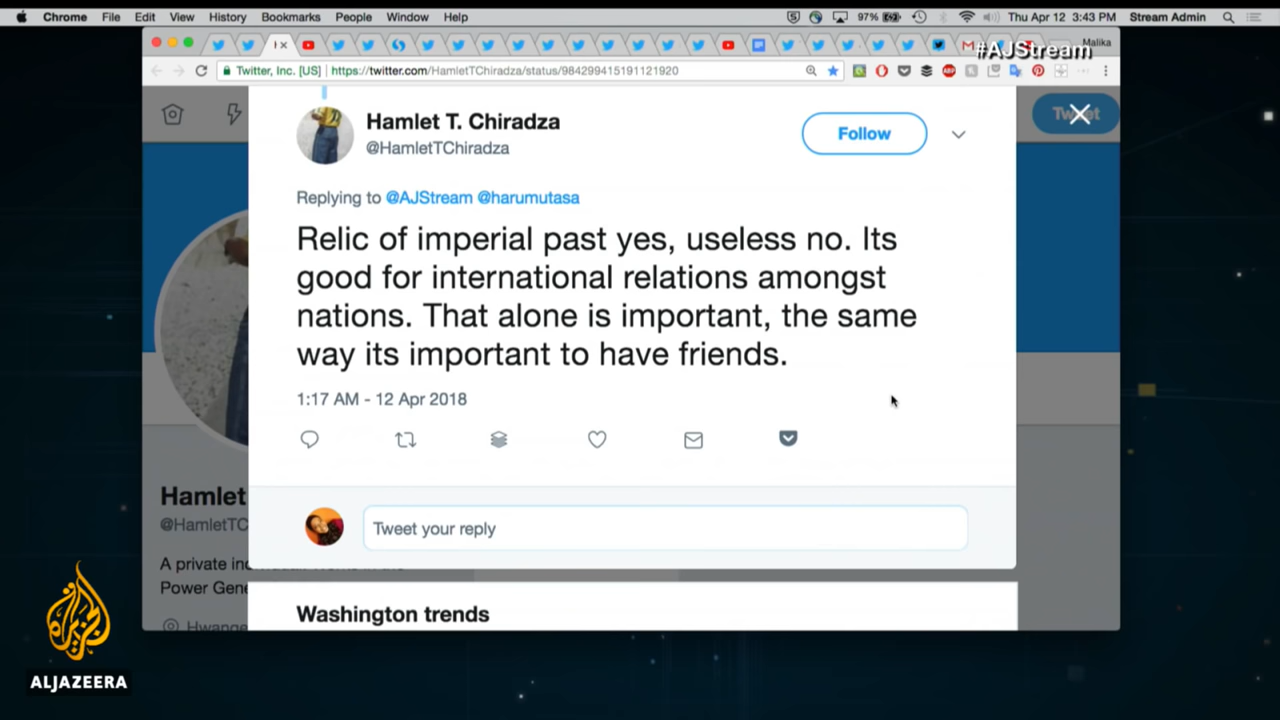 Chrome File Edit View History Bookmarks People Window Help 97% Thu Apr 12 3:43 PM Stream Admin
Malika
#AJStream
Twitter, Inc. [US] https://twitter.com/HamletTChiradza/status/984299415191121920
Hamlet T. Chiradza
@HamletTChiradza
Follow
Tweet
Replying to @AJStream @harumutasa
Relic of imperial past yes, useless no. Its
good for international relations amongst
nations. That alone is important, the same
way its important to have friends.
1:17 AM - 12 Apr 2018
Tweet your reply
Hamlet
@HamletTC
A private
Power Gene
Hwange
Washington trends
ALJAZEERA